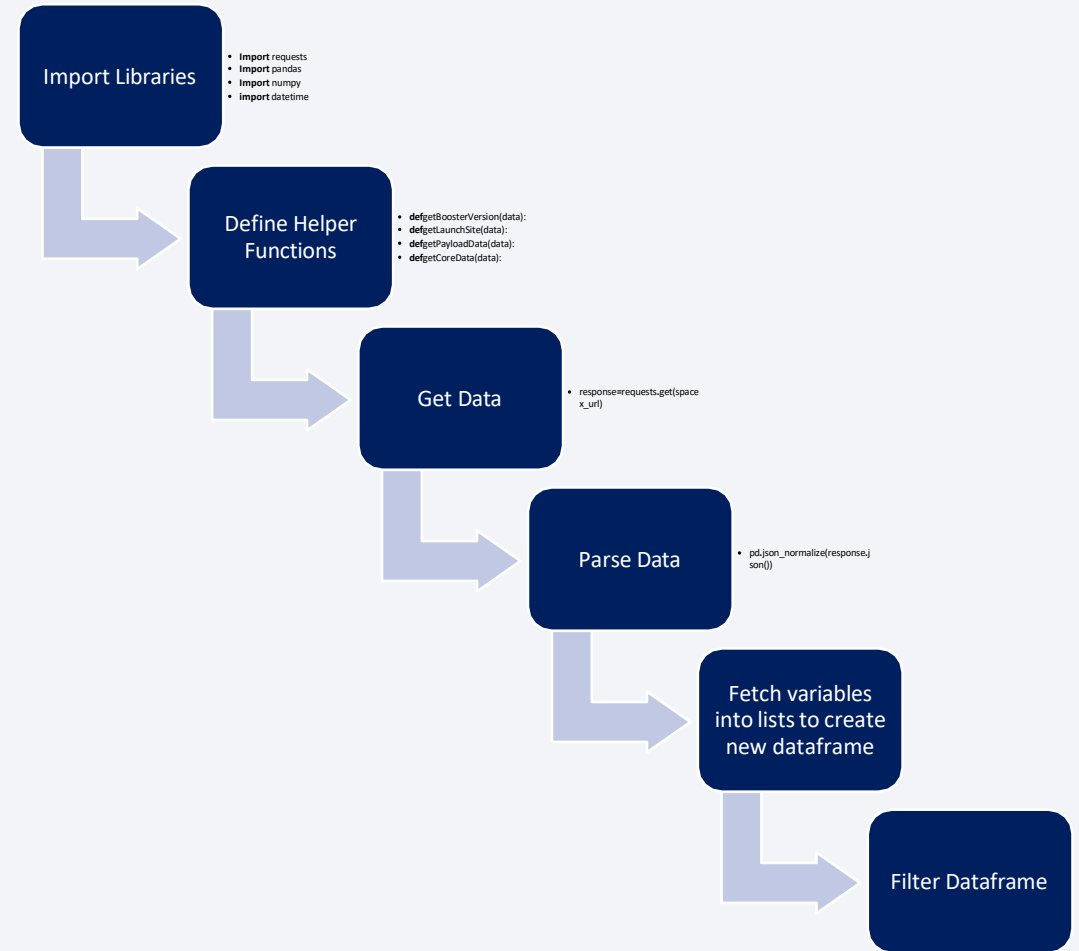 Import Libraries
• Import requests
• Import pandas
• Import numpy
• import datetime
Define Helper
Functions
• defgetBoosterVersion(data):
• defgetLaunchSite(data):
• defgetPayloadData(data):
• defgetCoreData(data):
Get Data
• response=requests.get(space
x_url)
Parse Data
• pd.json_normalize(response.j
son())
Fetch variables
into lists to create
new dataframe
Filter Dataframe